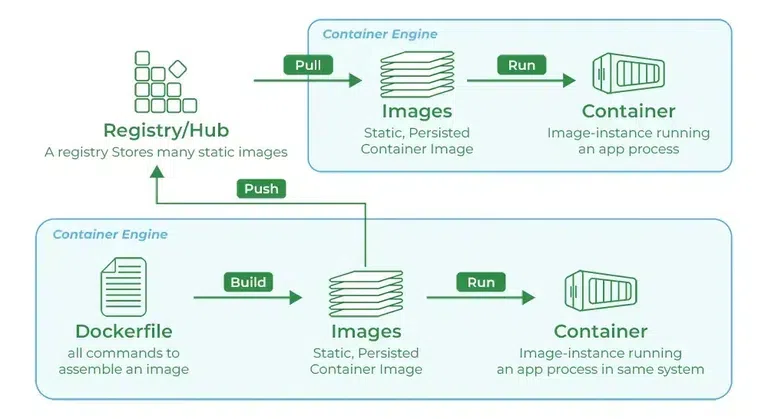 Container Engine
Pull
Run
Registry/Hub
A registry Stores many static images
Images
Static, Persisted
Container Image
Container
Image-instance running
an app process
Push
Container Engine
Build
Run
Dockerfile
all commands to
assemble an image
Images
Static, Persisted
Container Image
Container
Image-instance running
an app process in same system